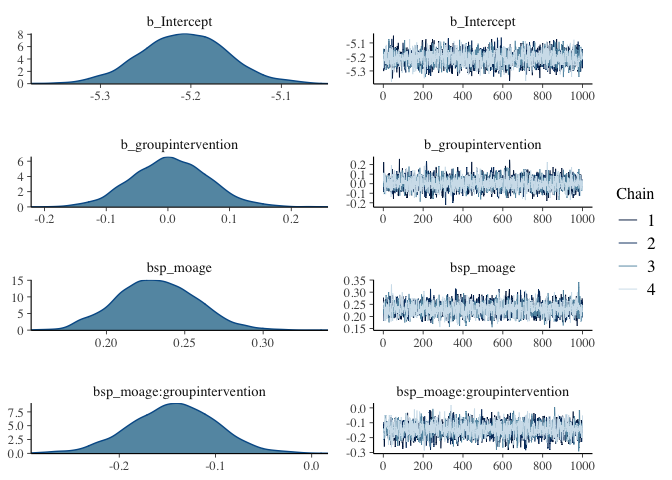 b_Intercept
8
6
4
2
0
-5.3 -5.2 -5.1
b_Intercept
-5.1
-5.2
-5.3
0 200 400 600 800 1000
b_groupintervention
6
4
2
0
-0.2 -0.1 0.0 0.1 0.2
b_groupintervention
0.2
0.1
0.0
-0.1
-0.2
0 200 400 600 800 1000
Chain
1
2
3
4
bsp_moage
15
10
5
0
0.20 0.25 0.30
bsp_moage
0.35
0.30
0.25
0.20
0.15
0 200 400 600 800 1000
bsp_moage:groupintervention
7.5
5.0
2.5
0.0
-0.2 -0.1 0.0
bsp_moage:groupintervention
0.0
-0.1
-0.2
-0.3
0 200 400 600 800 1000